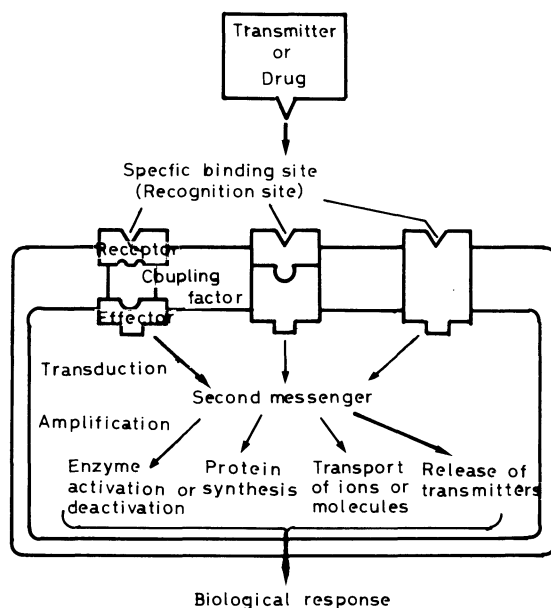 Transmitter
or
Drug
Specfic binding site
(Recognition site)
Receptor
Coupling
factor
Effector
Transduction
Second messenger
Amplification
Enzyme
activation or
deactivation
Protein
synthesis
Transport
of ions or
molecules
Release of
transmitters
Biological response